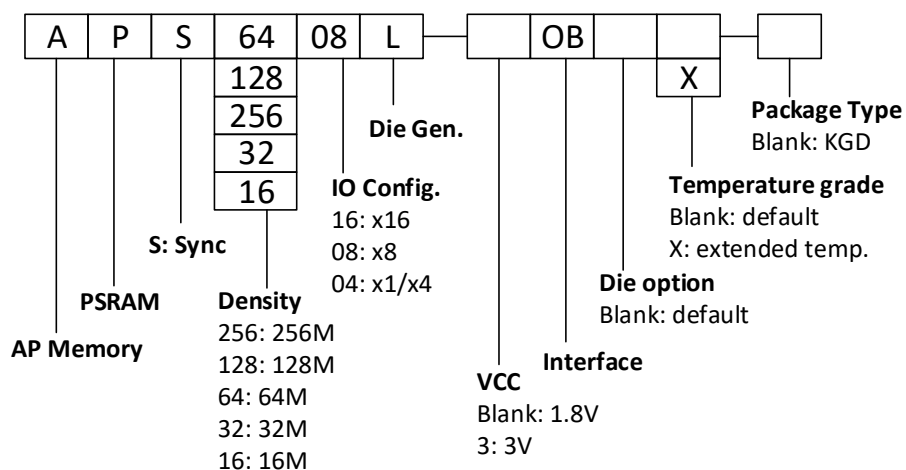 A P S 64 08 L OB
128 X
256
32
16
Die Gen.
Package Type
Blank: KGD
IO Config.
16: x16
08: x8
04: x1/x4
Temperature grade
Blank: default
X: extended temp.
S: Sync
Die option
Blank: default
PSRAM
Density
256: 256M
128: 128M
64: 64M
32: 32M
16: 16M
AP Memory
Interface
VCC
Blank: 1.8V
3: 3V